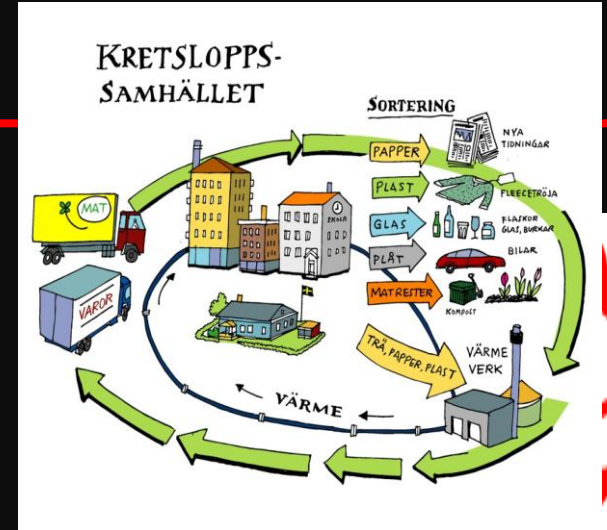 KRETSLOPPS-
SAMHÄLLET
SORTERING
PAPPER
NYA
TIDNINGAR
PLAST
FLEECETRÖJA
GLAS
FLASKOR
GLAS, BURKAR
PLÅT
BILAR
MATRESTER
KOMPOST
MAT
VAROR
SKOLA
TRÄ, PAPPER, PLAST
VÄRME
VERK
VÄRME